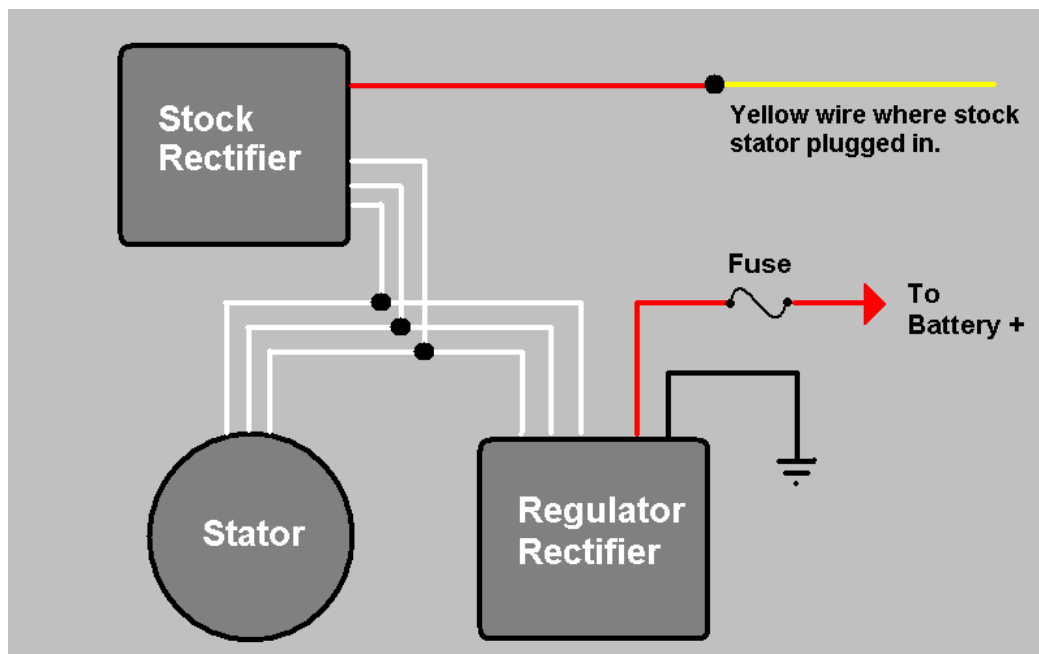 Stock
Rectifier
Yellow wire where stock
stator plugged in.
Fuse
To
Battery +
Stator
Regulator
Rectifier